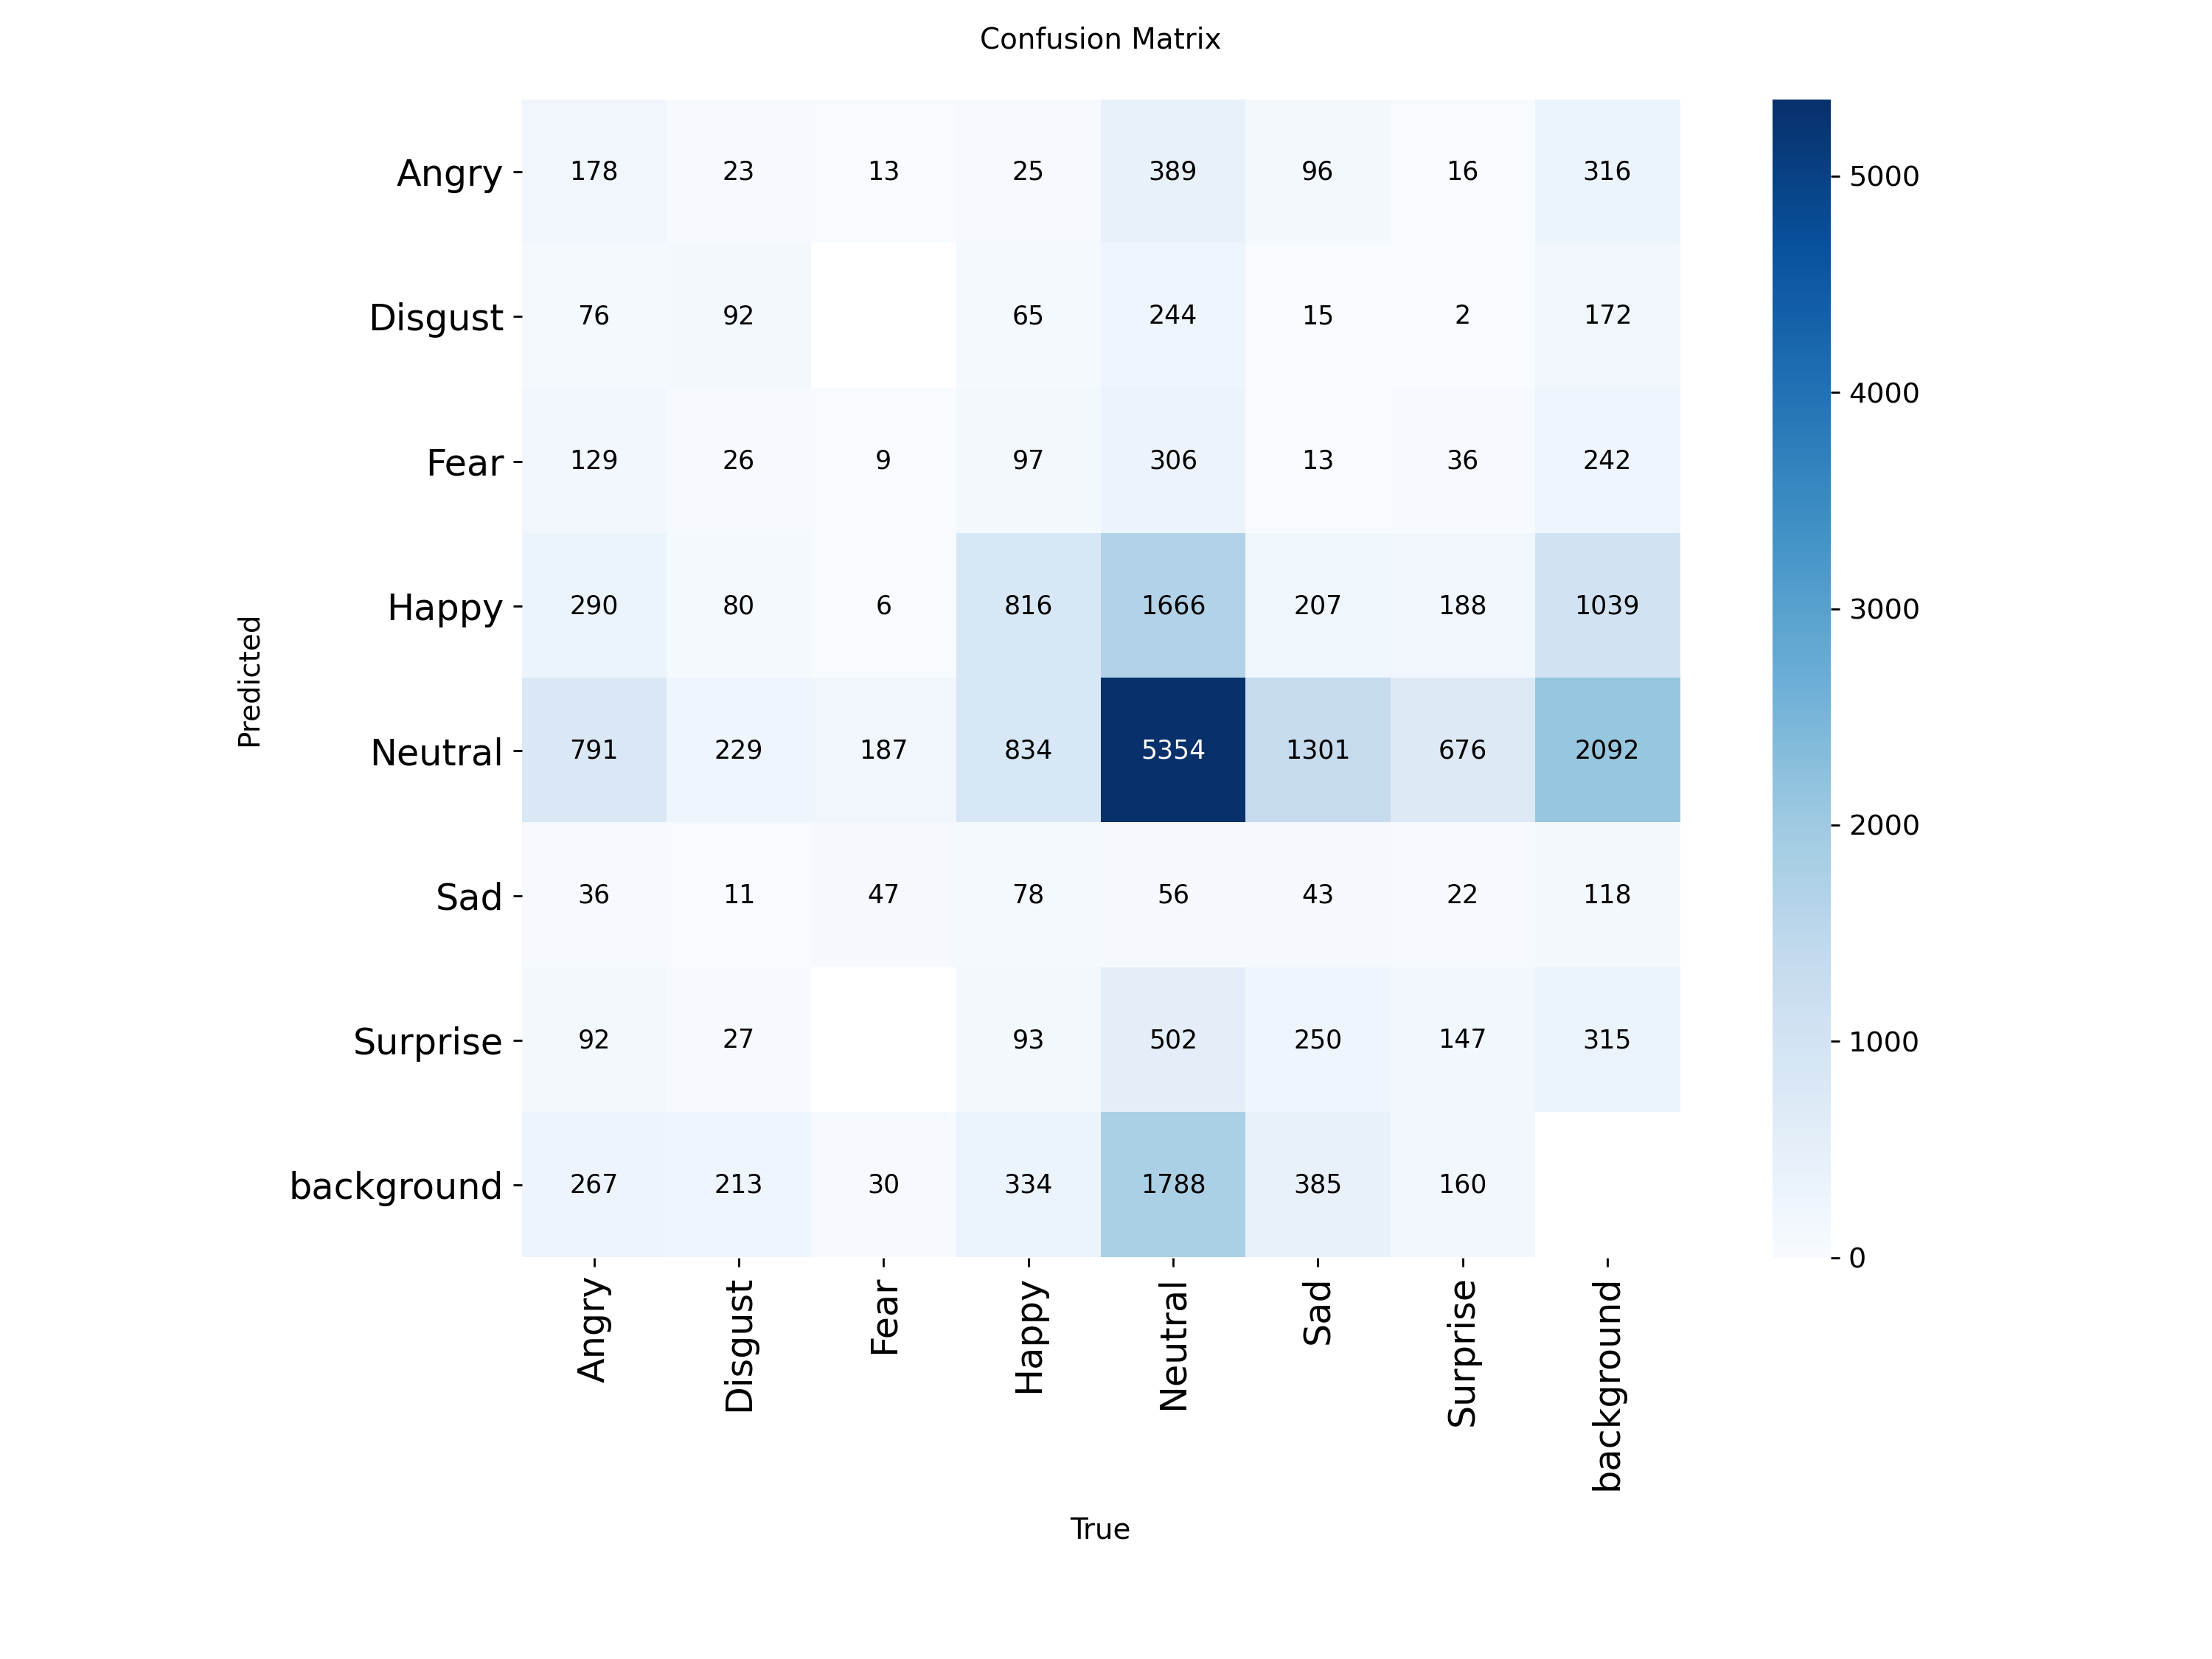 Confusion Matrix
Predicted
Angry 178 23 13 25 389 96 16 316
Disgust 76 92 65 244 15 2 172
Fear 129 26 9 97 306 13 36 242
Happy 290 80 6 816 1666 207 188 1039
Neutral 791 229 187 834 5354 1301 676 2092
Sad 36 11 47 78 56 43 22 118
Surprise 92 27 93 502 250 147 315
background 267 213 30 334 1788 385 160
Angry Disgust Fear Happy Neutral Sad Surprise background
True
5000
4000
3000
2000
1000
0